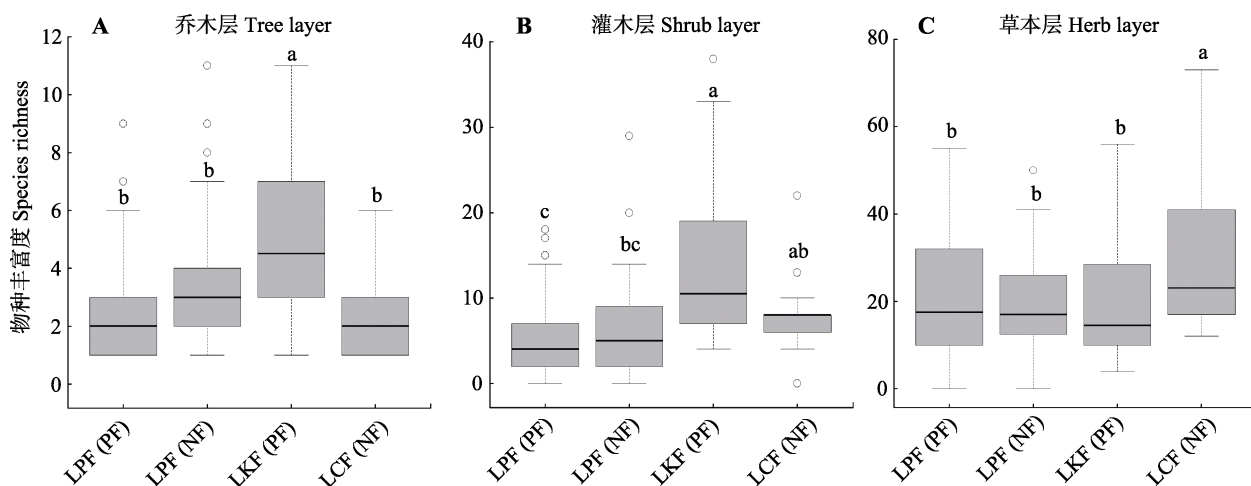 A 乔木层 Tree layer
物种丰富度 Species richness
12
10
8
6
4
2
0
b
b
a
b
LPF (PF)
LPF (NF)
LKF (PF)
LCF (NF)
B 灌木层 Shrub layer
40
30
20
10
0
c
bc
a
ab
LPF (PF)
LPF (NF)
LKF (PF)
LCF (NF)
C 草本层 Herb layer
80
60
40
20
0
b
b
b
a
LPF (PF)
LPF (NF)
LKF (PF)
LCF (NF)